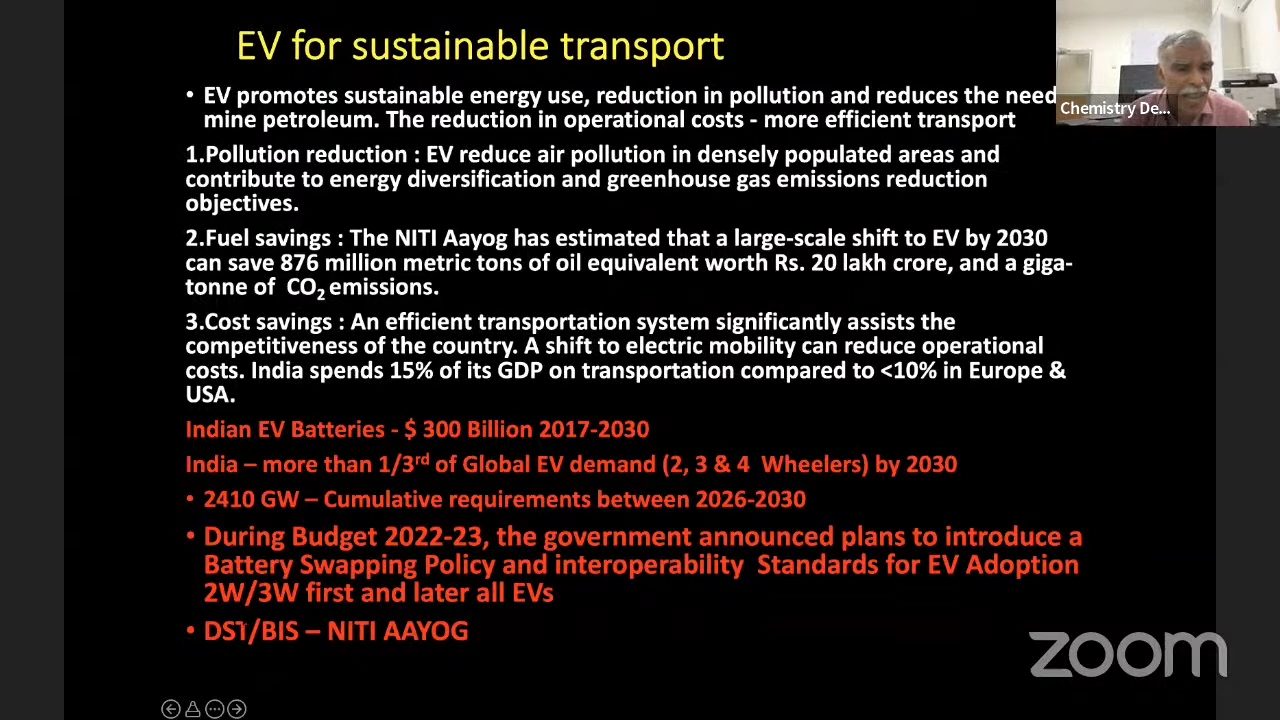 EV for sustainable transport
• EV promotes sustainable energy use, reduction in pollution and reduces the need
mine petroleum. The reduction in operational costs - more efficient transport
Chemistry De...
1.Pollution reduction : EV reduce air pollution in densely populated areas and
contribute to energy diversification and greenhouse gas emissions reduction
objectives.
2.Fuel savings : The NITI Aayog has estimated that a large-scale shift to EV by 2030
can save 876 million metric tons of oil equivalent worth Rs. 20 lakh crore, and a giga-
tonne of CO₂ emissions.
3.Cost savings : An efficient transportation system significantly assists the
competitiveness of the country. A shift to electric mobility can reduce operational
costs. India spends 15% of its GDP on transportation compared to <10% in Europe &
USA.
Indian EV Batteries - $ 300 Billion 2017-2030
India – more than 1/3rd of Global EV demand (2, 3 & 4 Wheelers) by 2030
• 2410 GW – Cumulative requirements between 2026-2030
• During Budget 2022-23, the government announced plans to introduce a
Battery Swapping Policy and interoperability Standards for EV Adoption
2W/3W first and later all EVs
• DST/BIS – NITI AAYOG
zoom